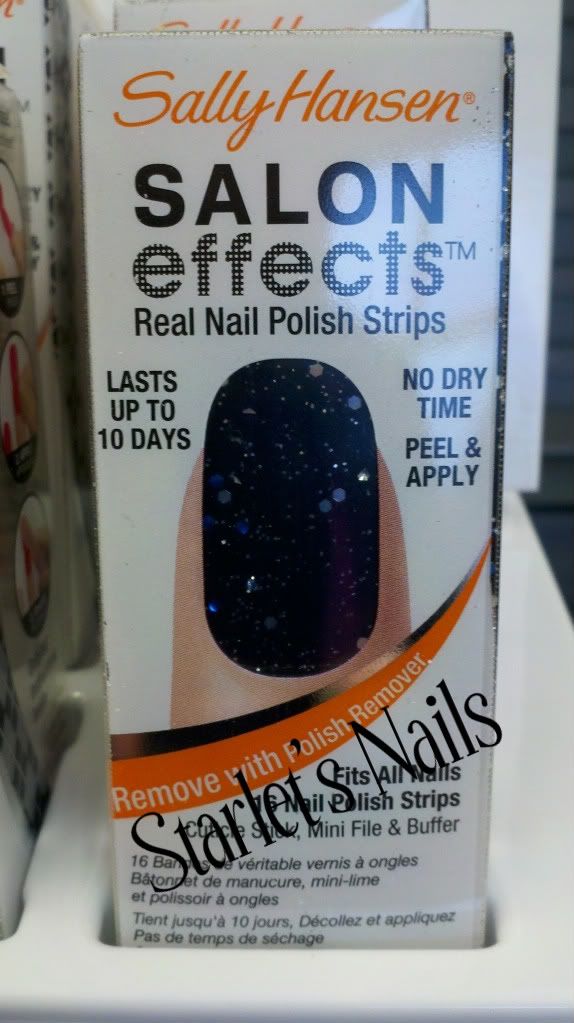 Sally Hansen®
SALON
effects™
Real Nail Polish Strips
LASTS
UP TO
10 DAYS
NO DRY
TIME
PEEL &
APPLY
Remove with Polish Remover.
Starlet's Nails
Fits All Nails
16 Nail Polish Strips
Cuticle Stick, Mini File & Buffer
16 Bandes de véritable vernis à ongles
Bâtonnet de manucure, mini-lime
et polissoir à ongles
Tient jusqu'à 10 jours, Décollez et appliquez
Pas de temps de séchage